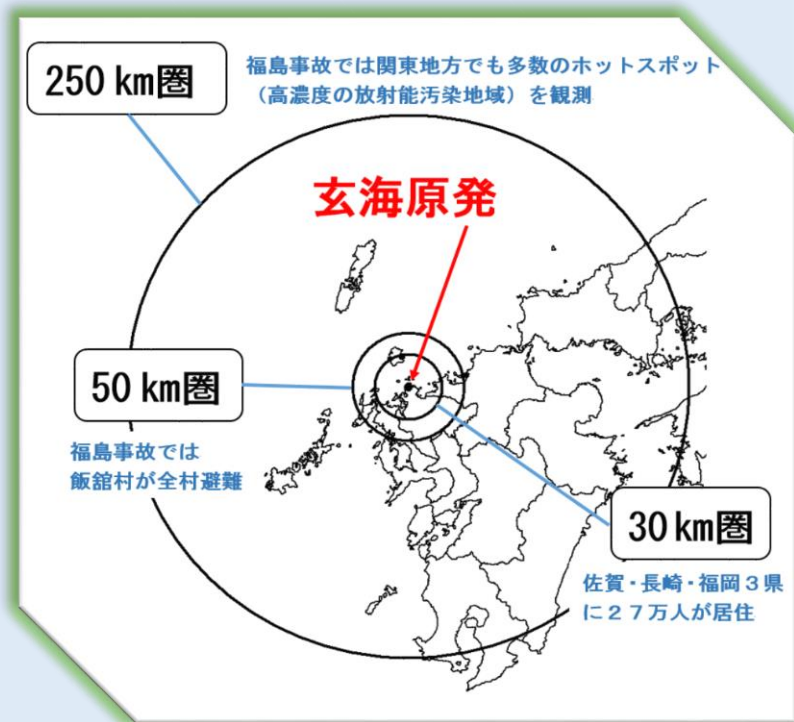 250 km圏
福島事故では関東地方でも多数のホットスポット
（高濃度の放射能汚染地域）を観測
玄海原発
50 km圏
福島事故では
飯舘村が全村避難
30 km圏
佐賀・長崎・福岡３県
に２７万人が居住